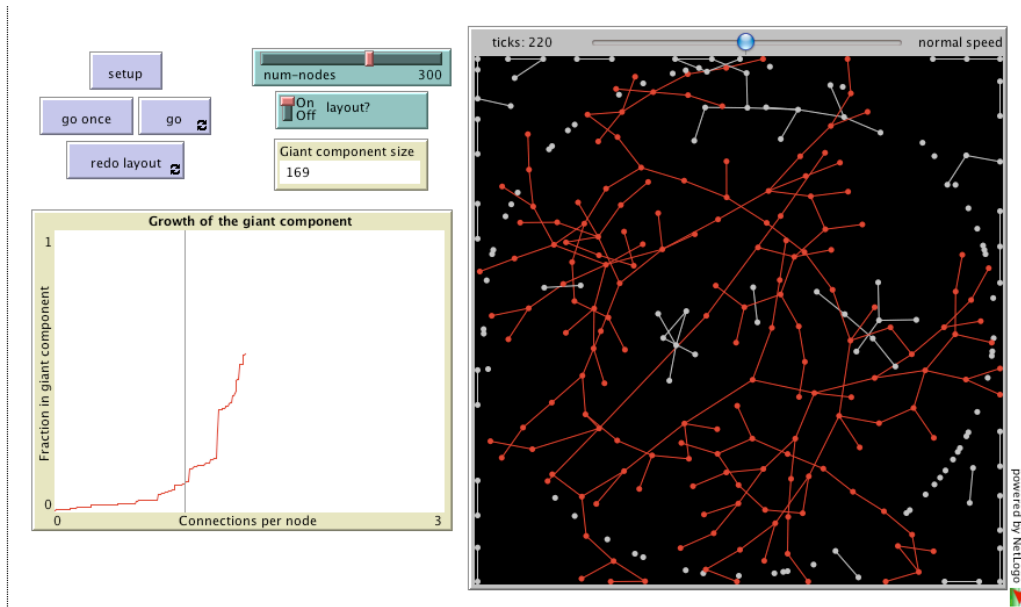 setup
go once
go
redo layout
num-nodes 300
On
Off
layout?
Giant component size
169
Growth of the giant component
1
Fraction in giant component
0
0 Connections per node 3
ticks: 220 normal speed
powered by NetLogo